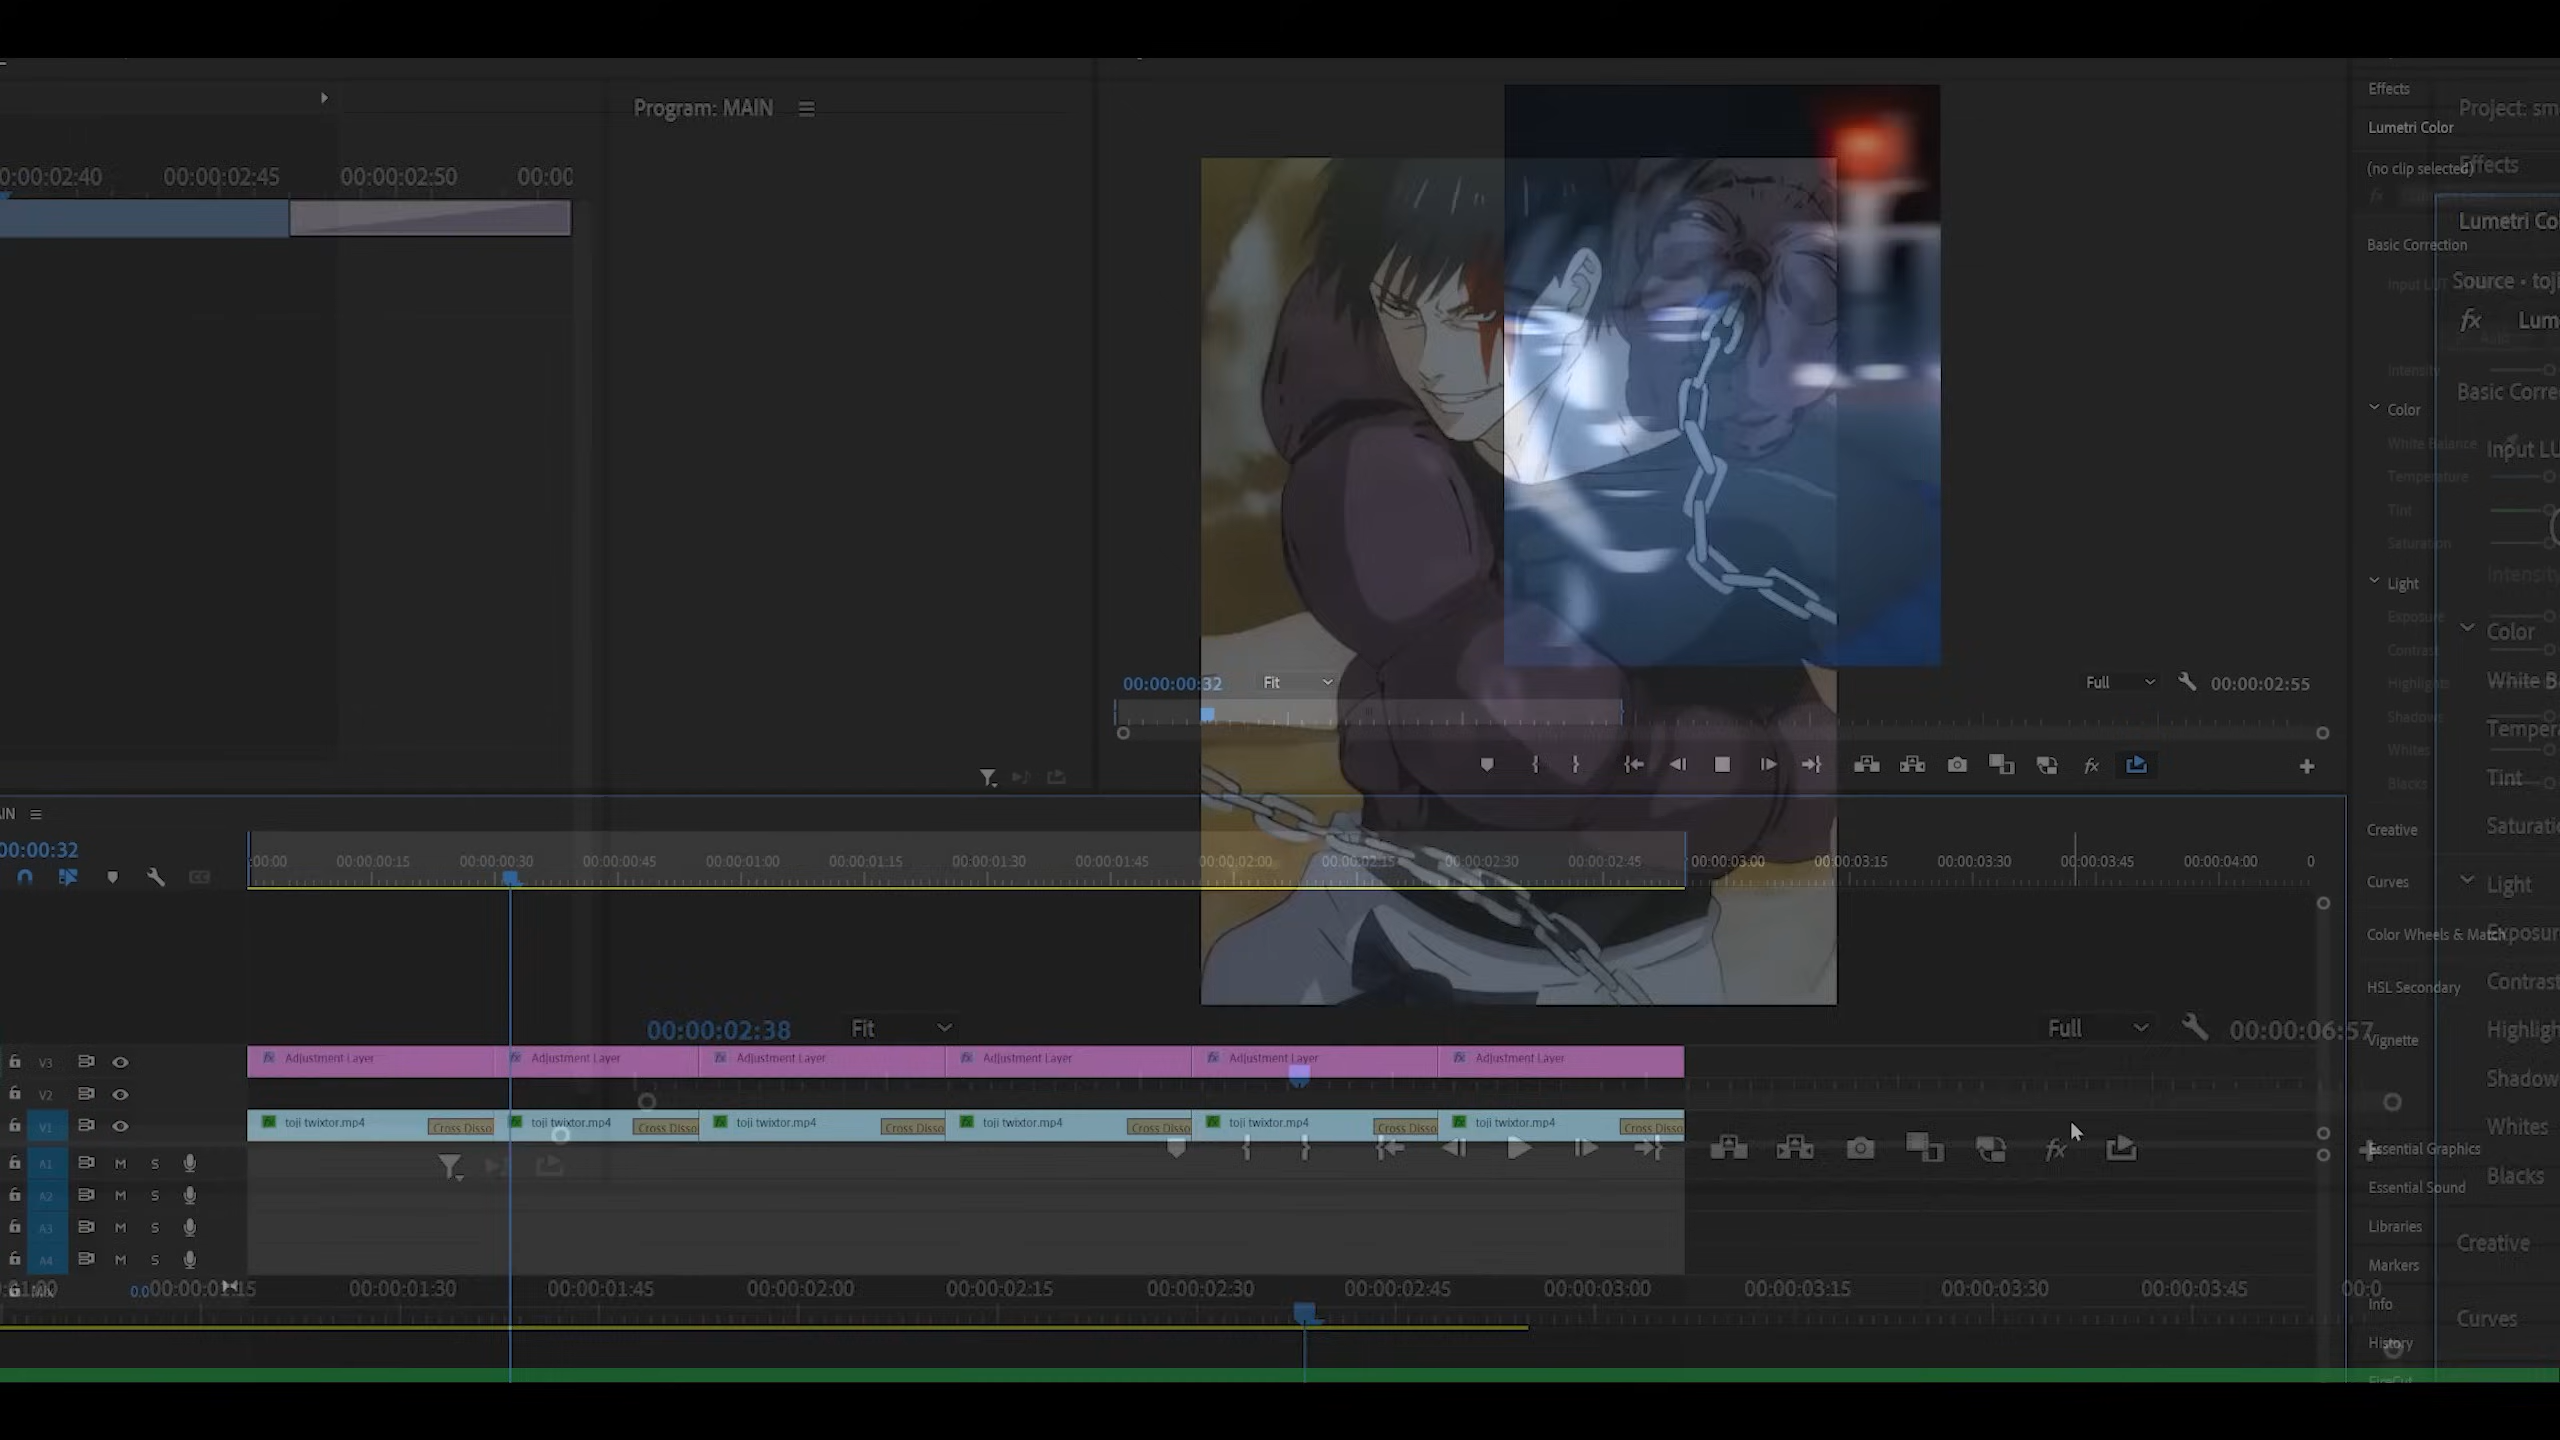 Effects
Program: MAIN
Project: sm
Lumetri Color
(no clip selected)
Effects
00:00:02:40 00:00:02:45 00:00:02:50 00:00
Lumetri Co
Basic Correction
Source · toji
Input LUT
fx Lum
Auto
Intensity
Basic Corre
Color
White Balance
Input LU
Temperature
Tint
Saturation
Intensity
Light
Exposure
Color
Contrast
00:00:00:32 Fit Full 00:00:02:55
Highlights
White B
Shadows
Temper
Whites
Tint
Blacks
IN
Saturati
Creative
00:00:32
:00:00 00:00:00:15 00:00:00:30 00:00:00:45 00:00:01:00 00:00:01:15 00:00:01:30 00:00:01:45 00:00:02:00 00:00:02:15 00:00:02:30 00:00:02:45 00:00:03:00 00:00:03:15 00:00:03:30 00:00:03:45 00:00:04:00 0
Curves
Light
Color Wheels & Match
Exposur
HSL Secondary
Contrast
00:00:02:38 Fit Full 00:00:06:57
Highligh
Vignette
V3 Adjustment Layer Adjustment Layer Adjustment Layer Adjustment Layer Adjustment Layer Adjustment Layer
Shadow
V2
V1 toji twixtor.mp4 Cross Disso toji twixtor.mp4 Cross Disso toji twixtor.mp4 Cross Disso toji twixtor.mp4 Cross Disso toji twixtor.mp4 Cross Disso toji twixtor.mp4 Cross Disso
Whites
Essential Graphics
A1 M S
Blacks
Essential Sound
A2 M S
Libraries
A3 M S
Creative
A4 M S
Markers
00:00:01:15 00:00:01:30 00:00:01:45 00:00:02:00 00:00:02:15 00:00:02:30 00:00:02:45 00:00:03:00 00:00:03:15 00:00:03:30 00:00:03:45 00:0
Info
Curves
History